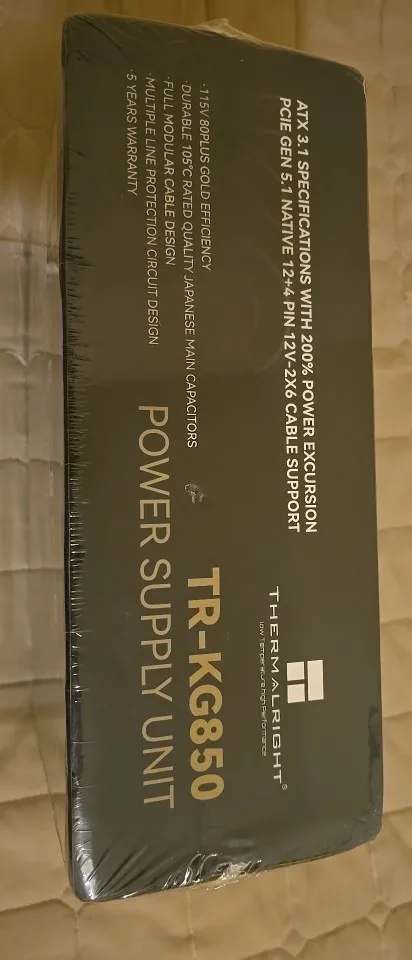 ATX 3.1 SPECIFICATIONS WITH 200% POWER EXCURSION
PCIE GEN 5.1 NATIVE 12+4 PIN 12V-2X6 CABLE SUPPORT
THERMALRIGHT®
low Temperature high Performance
·115V 80PLUS GOLD EFFICIENCY
·DURABLE 105℃ RATED QUALITY JAPANESE MAIN CAPACITORS
·FULL MODULAR CABLE DESIGN
·MULTIPLE LINE PROTECTION CIRCUIT DESIGN
·5 YEARS WARRANTY
TR-KG850
POWER SUPPLY UNIT